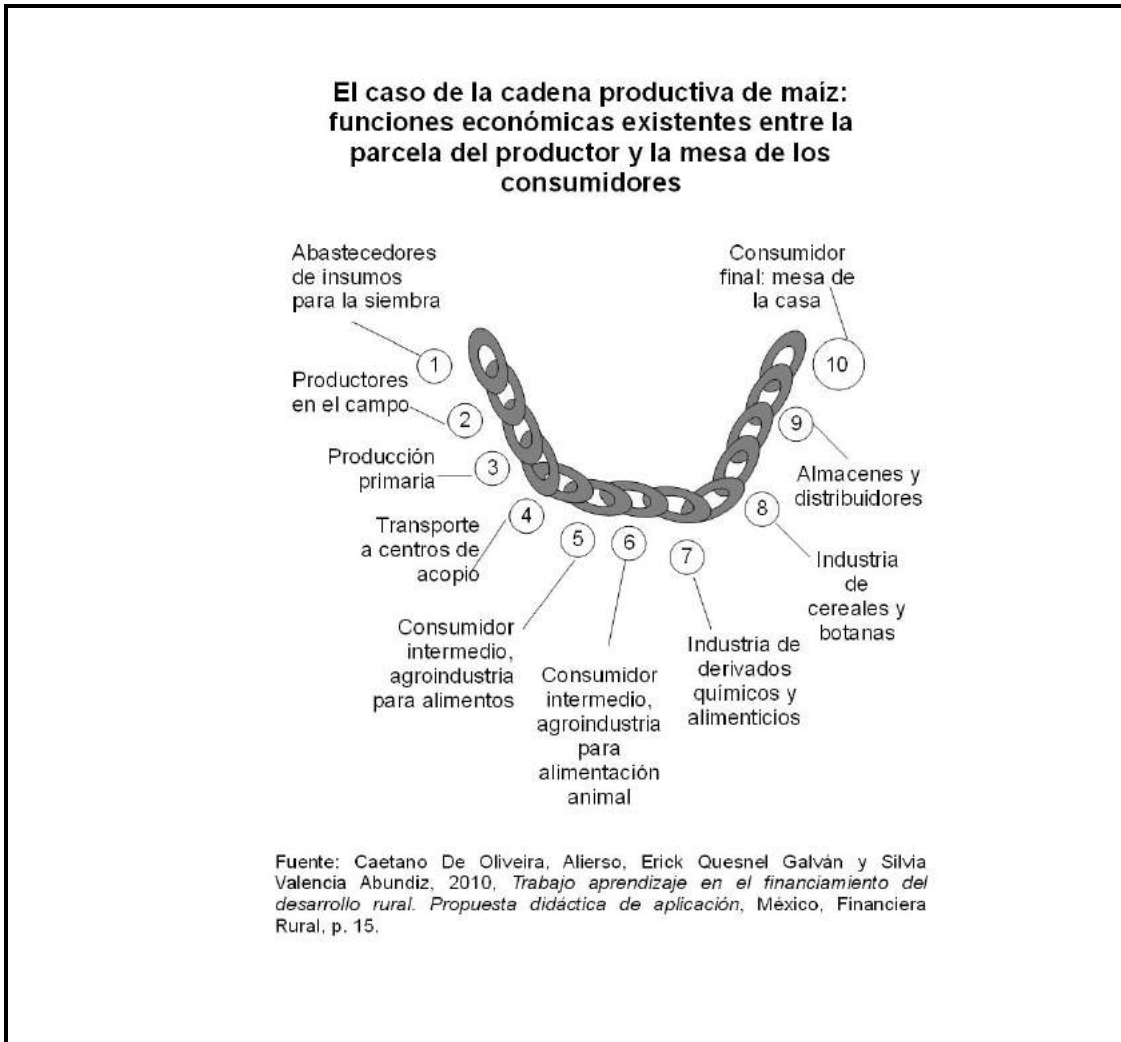 El caso de la cadena productiva de maíz:
funciones económicas existentes entre la
parcela del productor y la mesa de los
consumidores
Abastecedores
de insumos
para la siembra
1
Productores
en el campo
2
Producción
primaria
3
Transporte
a centros de
acopio
4
Consumidor
intermedio,
agroindustria
para alimentos
5
Consumidor
intermedio,
agroindustria
para
alimentación
animal
6
Industria de
derivados
químicos y
alimenticios
7
Industria
de
cereales y
botanas
8
Almacenes y
distribuidores
9
Consumidor
final: mesa de
la casa
10
Fuente: Caetano De Oliveira, Alierso, Erick Quesnel Galván y Silvia
Valencia Abundiz, 2010, Trabajo aprendizaje en el financiamiento del
desarrollo rural. Propuesta didáctica de aplicación, México, Financiera
Rural, p. 15.